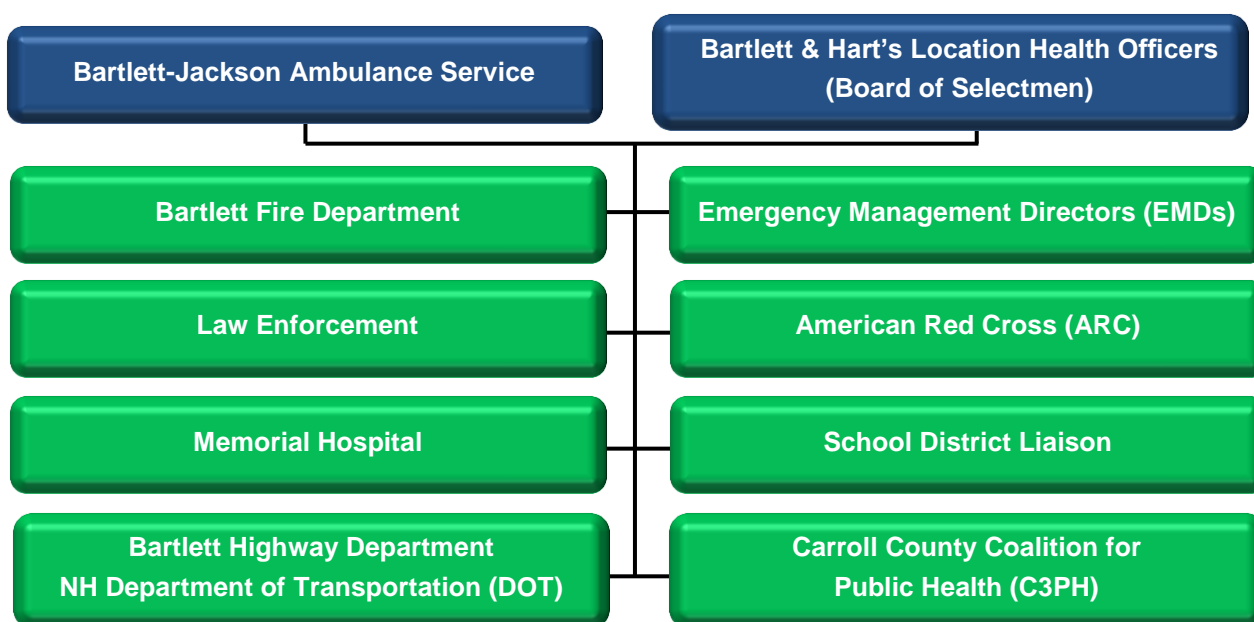 Bartlett-Jackson Ambulance Service
Bartlett & Hart’s Location Health Officers
(Board of Selectmen)
Bartlett Fire Department
Emergency Management Directors (EMDs)
Law Enforcement
American Red Cross (ARC)
Memorial Hospital
School District Liaison
Bartlett Highway Department
NH Department of Transportation (DOT)
Carroll County Coalition for
Public Health (C3PH)